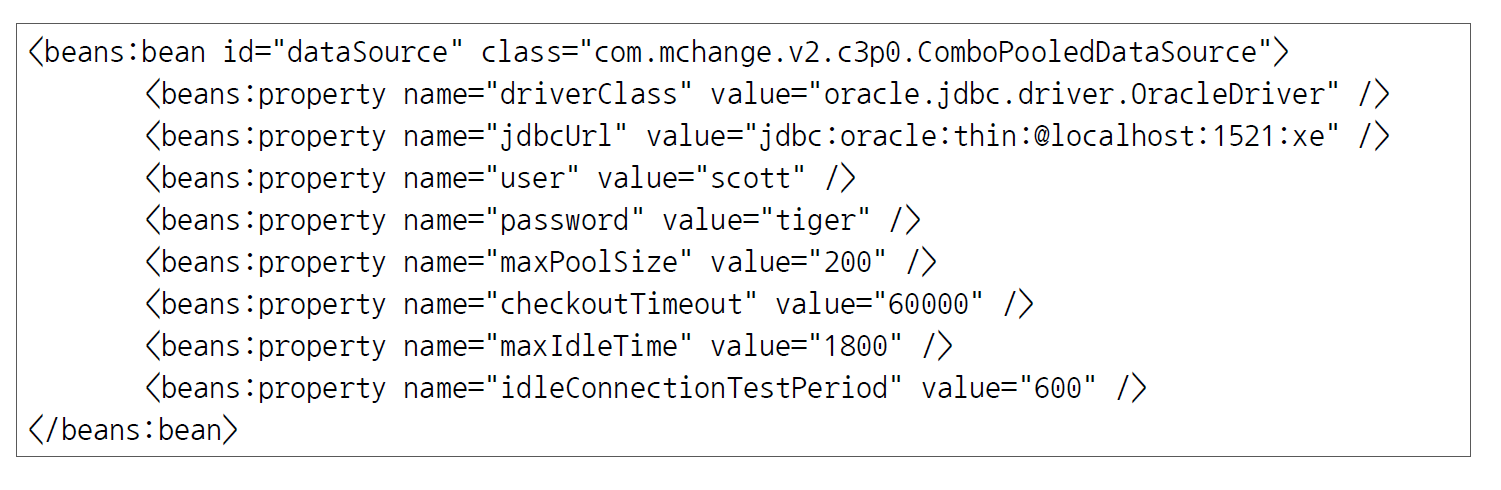 <beans:bean id="dataSource" class="com.mchange.v2.c3p0.ComboPooledDataSource">
<beans:property name="driverClass" value="oracle.jdbc.driver.OracleDriver" />
<beans:property name="jdbcUrl" value="jdbc:oracle:thin:@localhost:1521:xe" />
<beans:property name="user" value="scott" />
<beans:property name="password" value="tiger" />
<beans:property name="maxPoolSize" value="200" />
<beans:property name="checkoutTimeout" value="60000" />
<beans:property name="maxIdleTime" value="1800" />
<beans:property name="idleConnectionTestPeriod" value="600" />
</beans:bean>